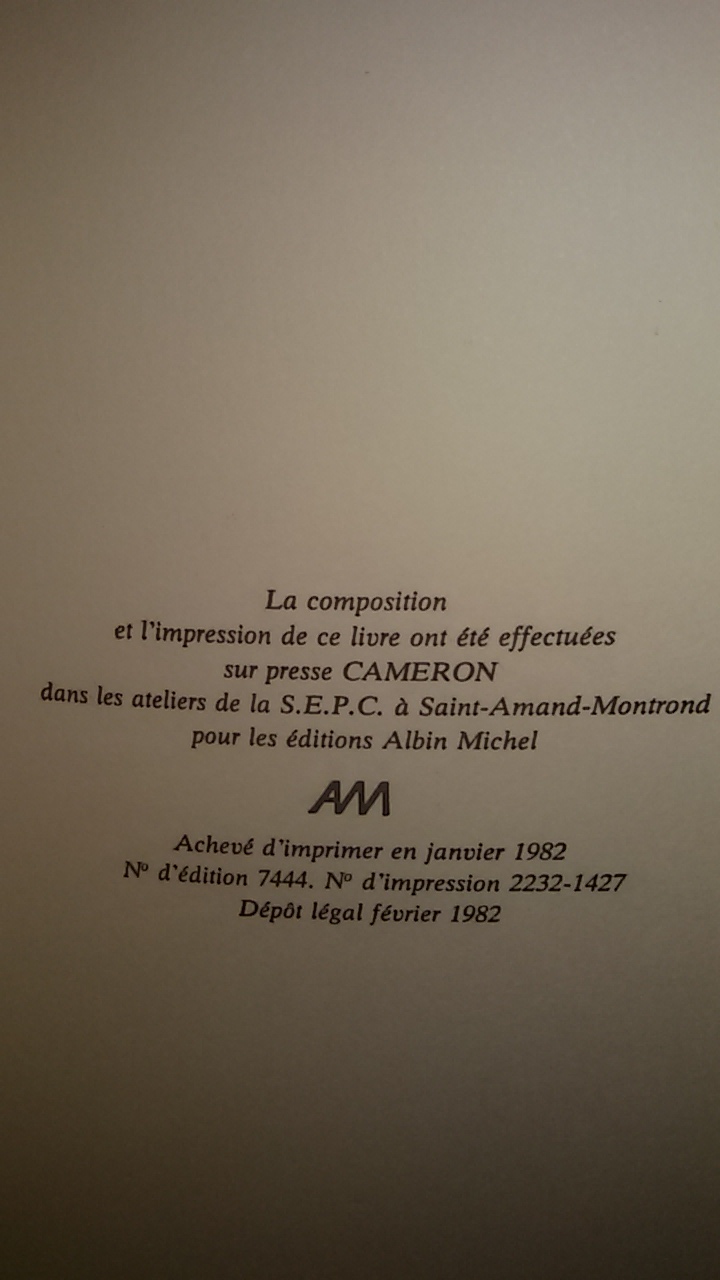 La composition
et l'impression de ce livre ont été effectuées
sur presse CAMERON
dans les ateliers de la S.E.P.C. à Saint-Amand-Montrond
pour les éditions Albin Michel
AM
Achevé d'imprimer en janvier 1982
Nº d'édition 7444. Nº d'impression 2232-1427
Dépôt légal février 1982